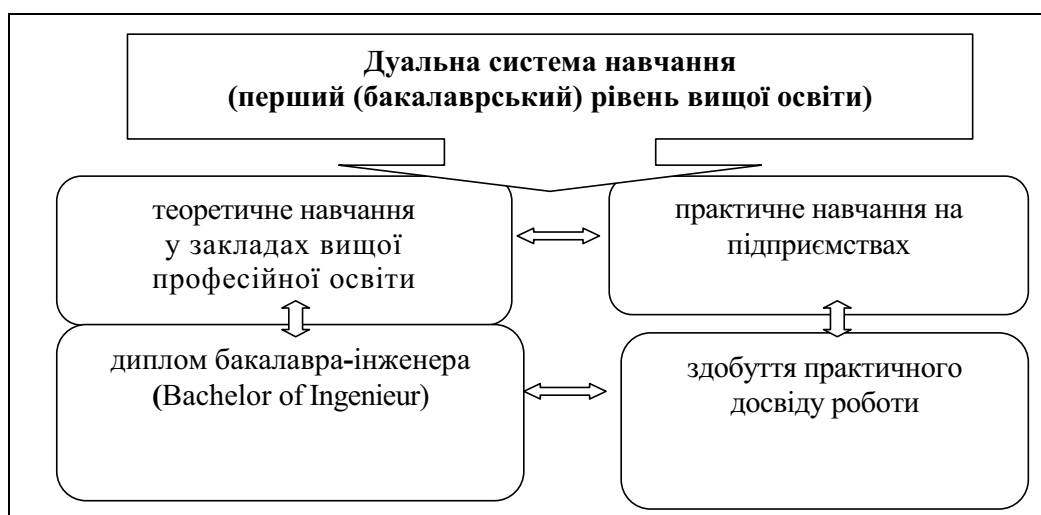 Дуальна система навчання
(перший (бакалаврський) рівень вищої освіти)
теоретичне навчання
у закладах вищої
професійної освіти
практичне навчання на
підприємствах
диплом бакалавра-інженера
(Bachelor of Ingenieur)
здобуття практичного
досвіду роботи